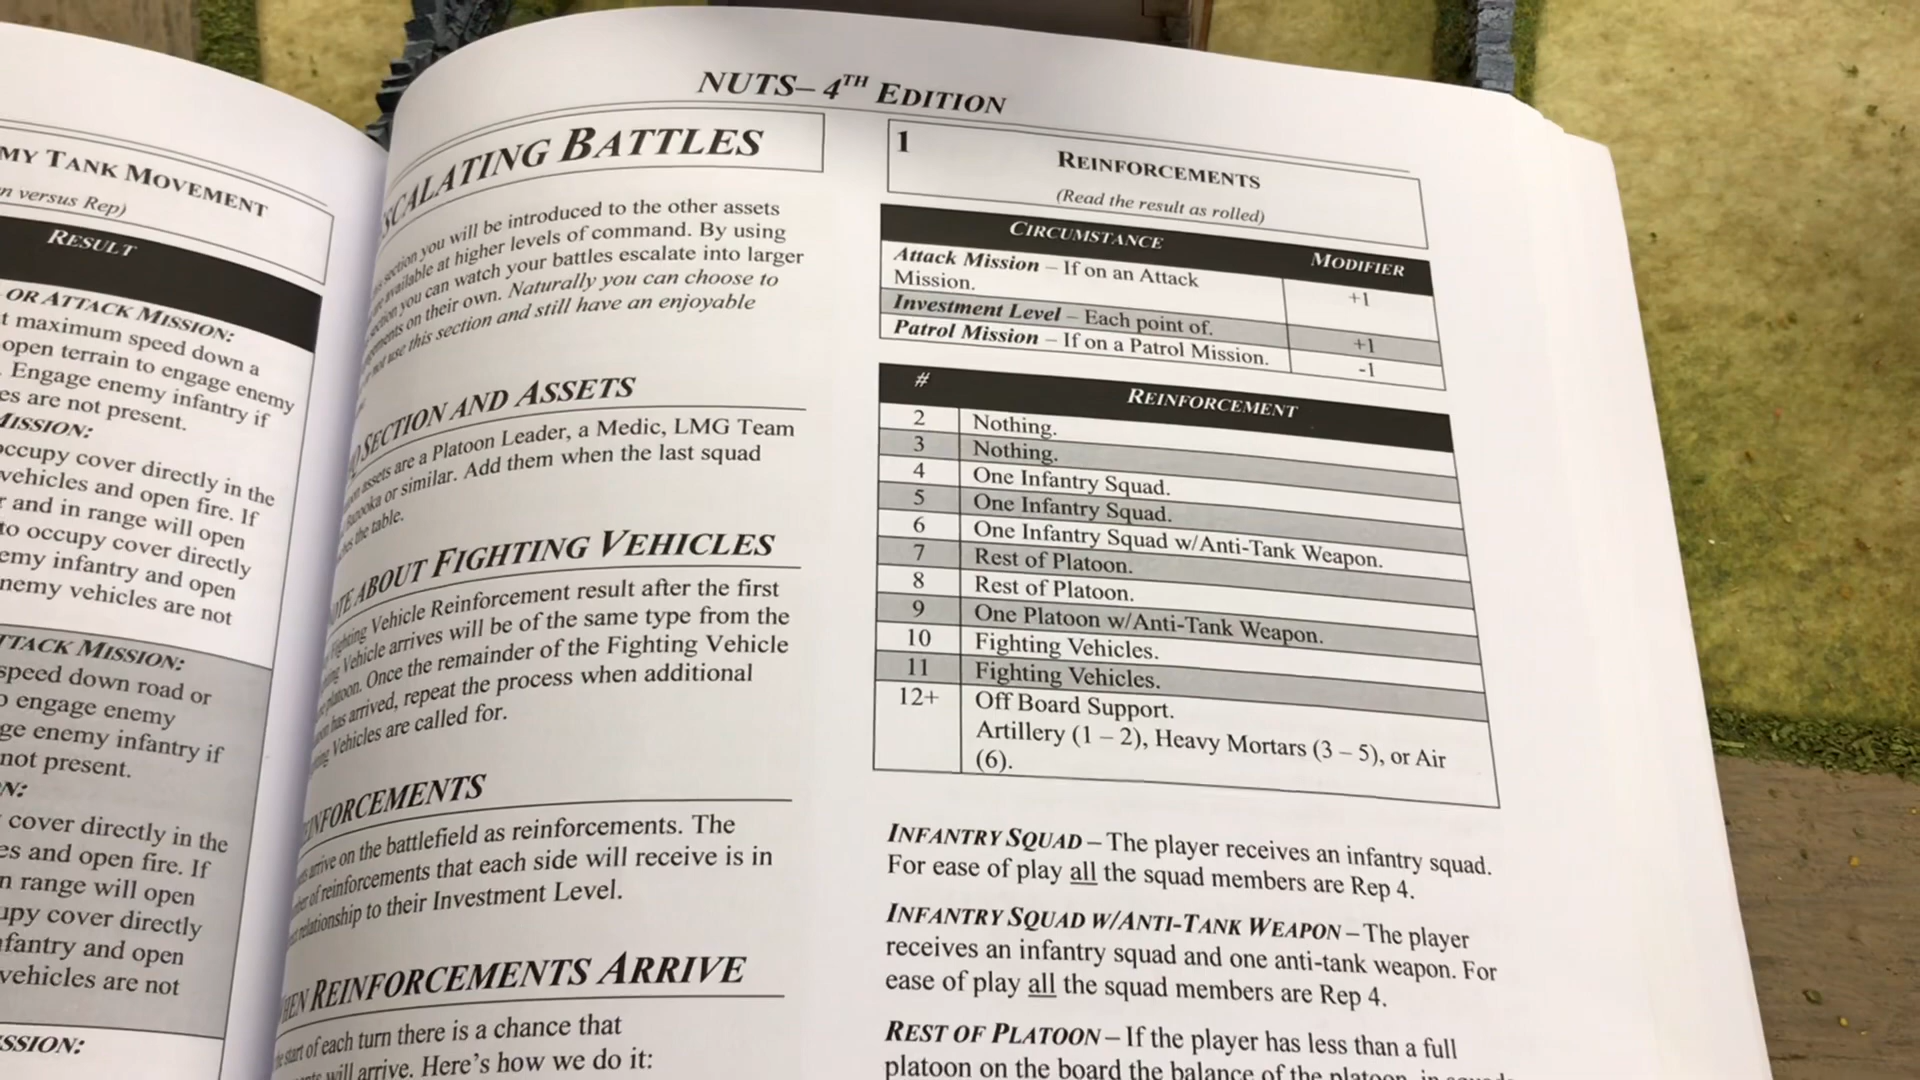 MY TANK MOVEMENT
versus Rep)
RESULT
OR ATTACK MISSION:
maximum speed down a
open terrain to engage enemy
Engage enemy infantry if
are not present.
MISSION:
occupy cover directly in the
vehicles and open fire. If
and in range will open
to occupy cover directly
infantry and open
vehicles are not
ATTACK MISSION:
speed down road or
engage enemy
enemy infantry if
not present.
cover directly in the
and open fire. If
range will open
cover directly
and open
vehicles are not
NUTS– 4TH EDITION
BATTLES
section you will be introduced to the other assets
available at higher levels of command. By using
section you can watch your battles escalate into larger
on their own. Naturally you can choose to
not use this section and still have an enjoyable
SECTION AND ASSETS
assets are a Platoon Leader, a Medic, LMG Team
or similar. Add them when the last squad
the table.
ABOUT FIGHTING VEHICLES
Fighting Vehicle Reinforcement result after the first
Vehicle arrives will be of the same type from the
platoon. Once the remainder of the Fighting Vehicle
has arrived, repeat the process when additional
Vehicles are called for.
arrive on the battlefield as reinforcements. The
of reinforcements that each side will receive is in
relationship to their Investment Level.
REINFORCEMENTS ARRIVE
start of each turn there is a chance that
will arrive. Here's how we do it:
1
REINFORCEMENTS
(Read the result as rolled)
CIRCUMSTANCE MODIFIER
Attack Mission – If on an Attack
Mission. +1
Investment Level – Each point of. +1
Patrol Mission – If on a Patrol Mission. -1
# REINFORCEMENT
2 Nothing.
3 Nothing.
4 One Infantry Squad.
5 One Infantry Squad.
6 One Infantry Squad w/Anti-Tank Weapon.
7 Rest of Platoon.
8 Rest of Platoon.
9 One Platoon w/Anti-Tank Weapon.
10 Fighting Vehicles.
11 Fighting Vehicles.
12+ Off Board Support.
Artillery (1 – 2), Heavy Mortars (3 – 5), or Air
(6).
INFANTRY SQUAD – The player receives an infantry squad.
For ease of play all the squad members are Rep 4.
INFANTRY SQUAD W/ANTI-TANK WEAPON – The player
receives an infantry squad and one anti-tank weapon. For
ease of play all the squad members are Rep 4.
REST OF PLATOON – If the player has less than a full
platoon on the board the balance of the platoon, in